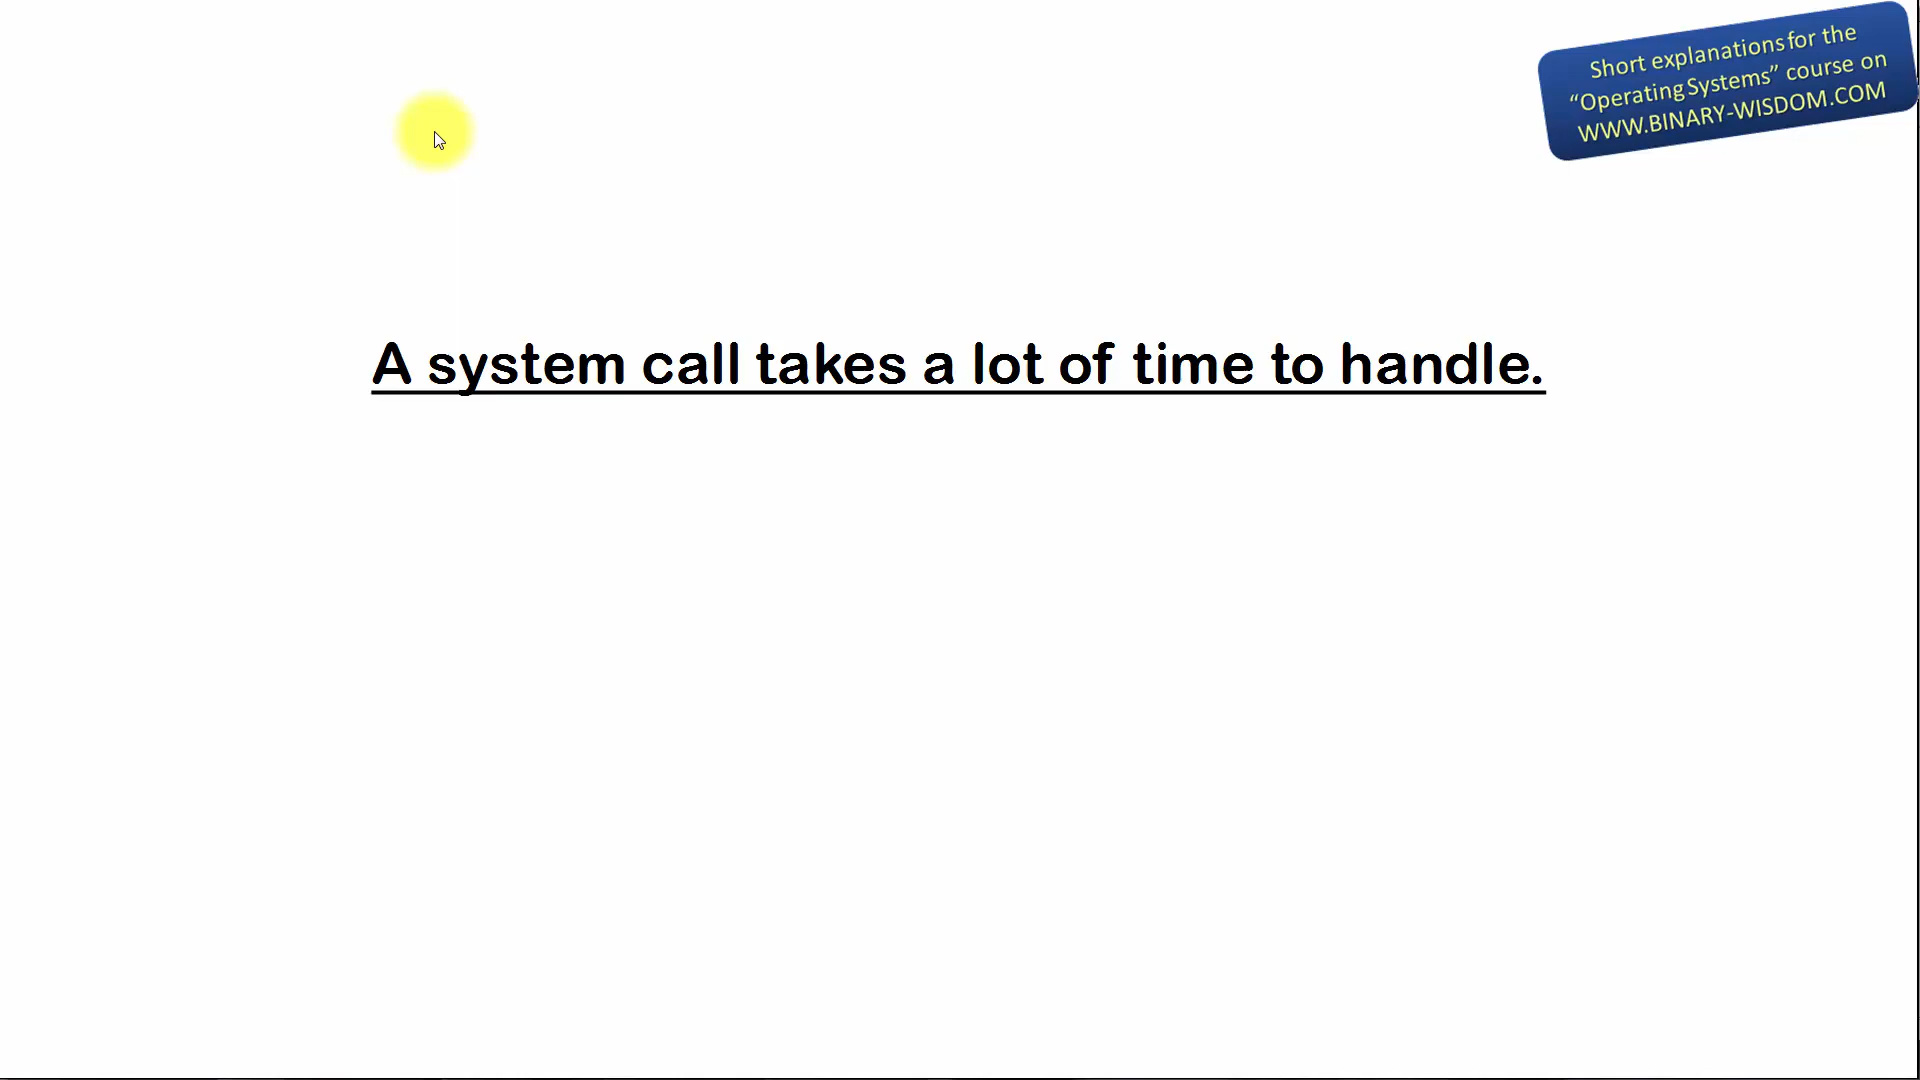 Short explanations for the
“Operating Systems” course on
WWW.BINARY-WISDOM.COM
A system call takes a lot of time to handle.